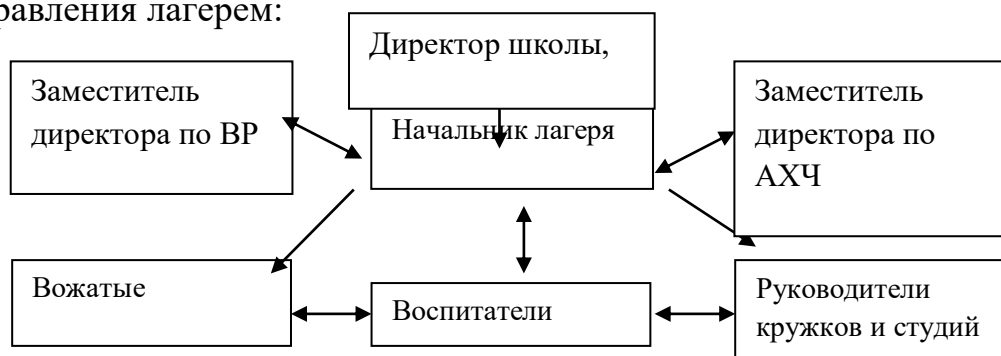 равления лагерем:
Директор школы,
Заместитель
директора по ВР
Начальник лагеря
Заместитель
директора по
АХЧ
Вожатые
Воспитатели
Руководители
кружков и студий